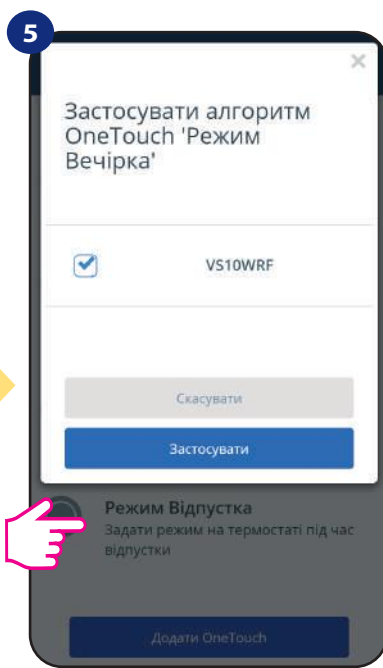 5
×
Застосувати алгоритм
OneTouch 'Режим
Вечірка'
VS10WRF
Скасувати
Застосувати
Режим Відпустка
Задати режим на термостаті під час
відпустки
Додати OneTouch